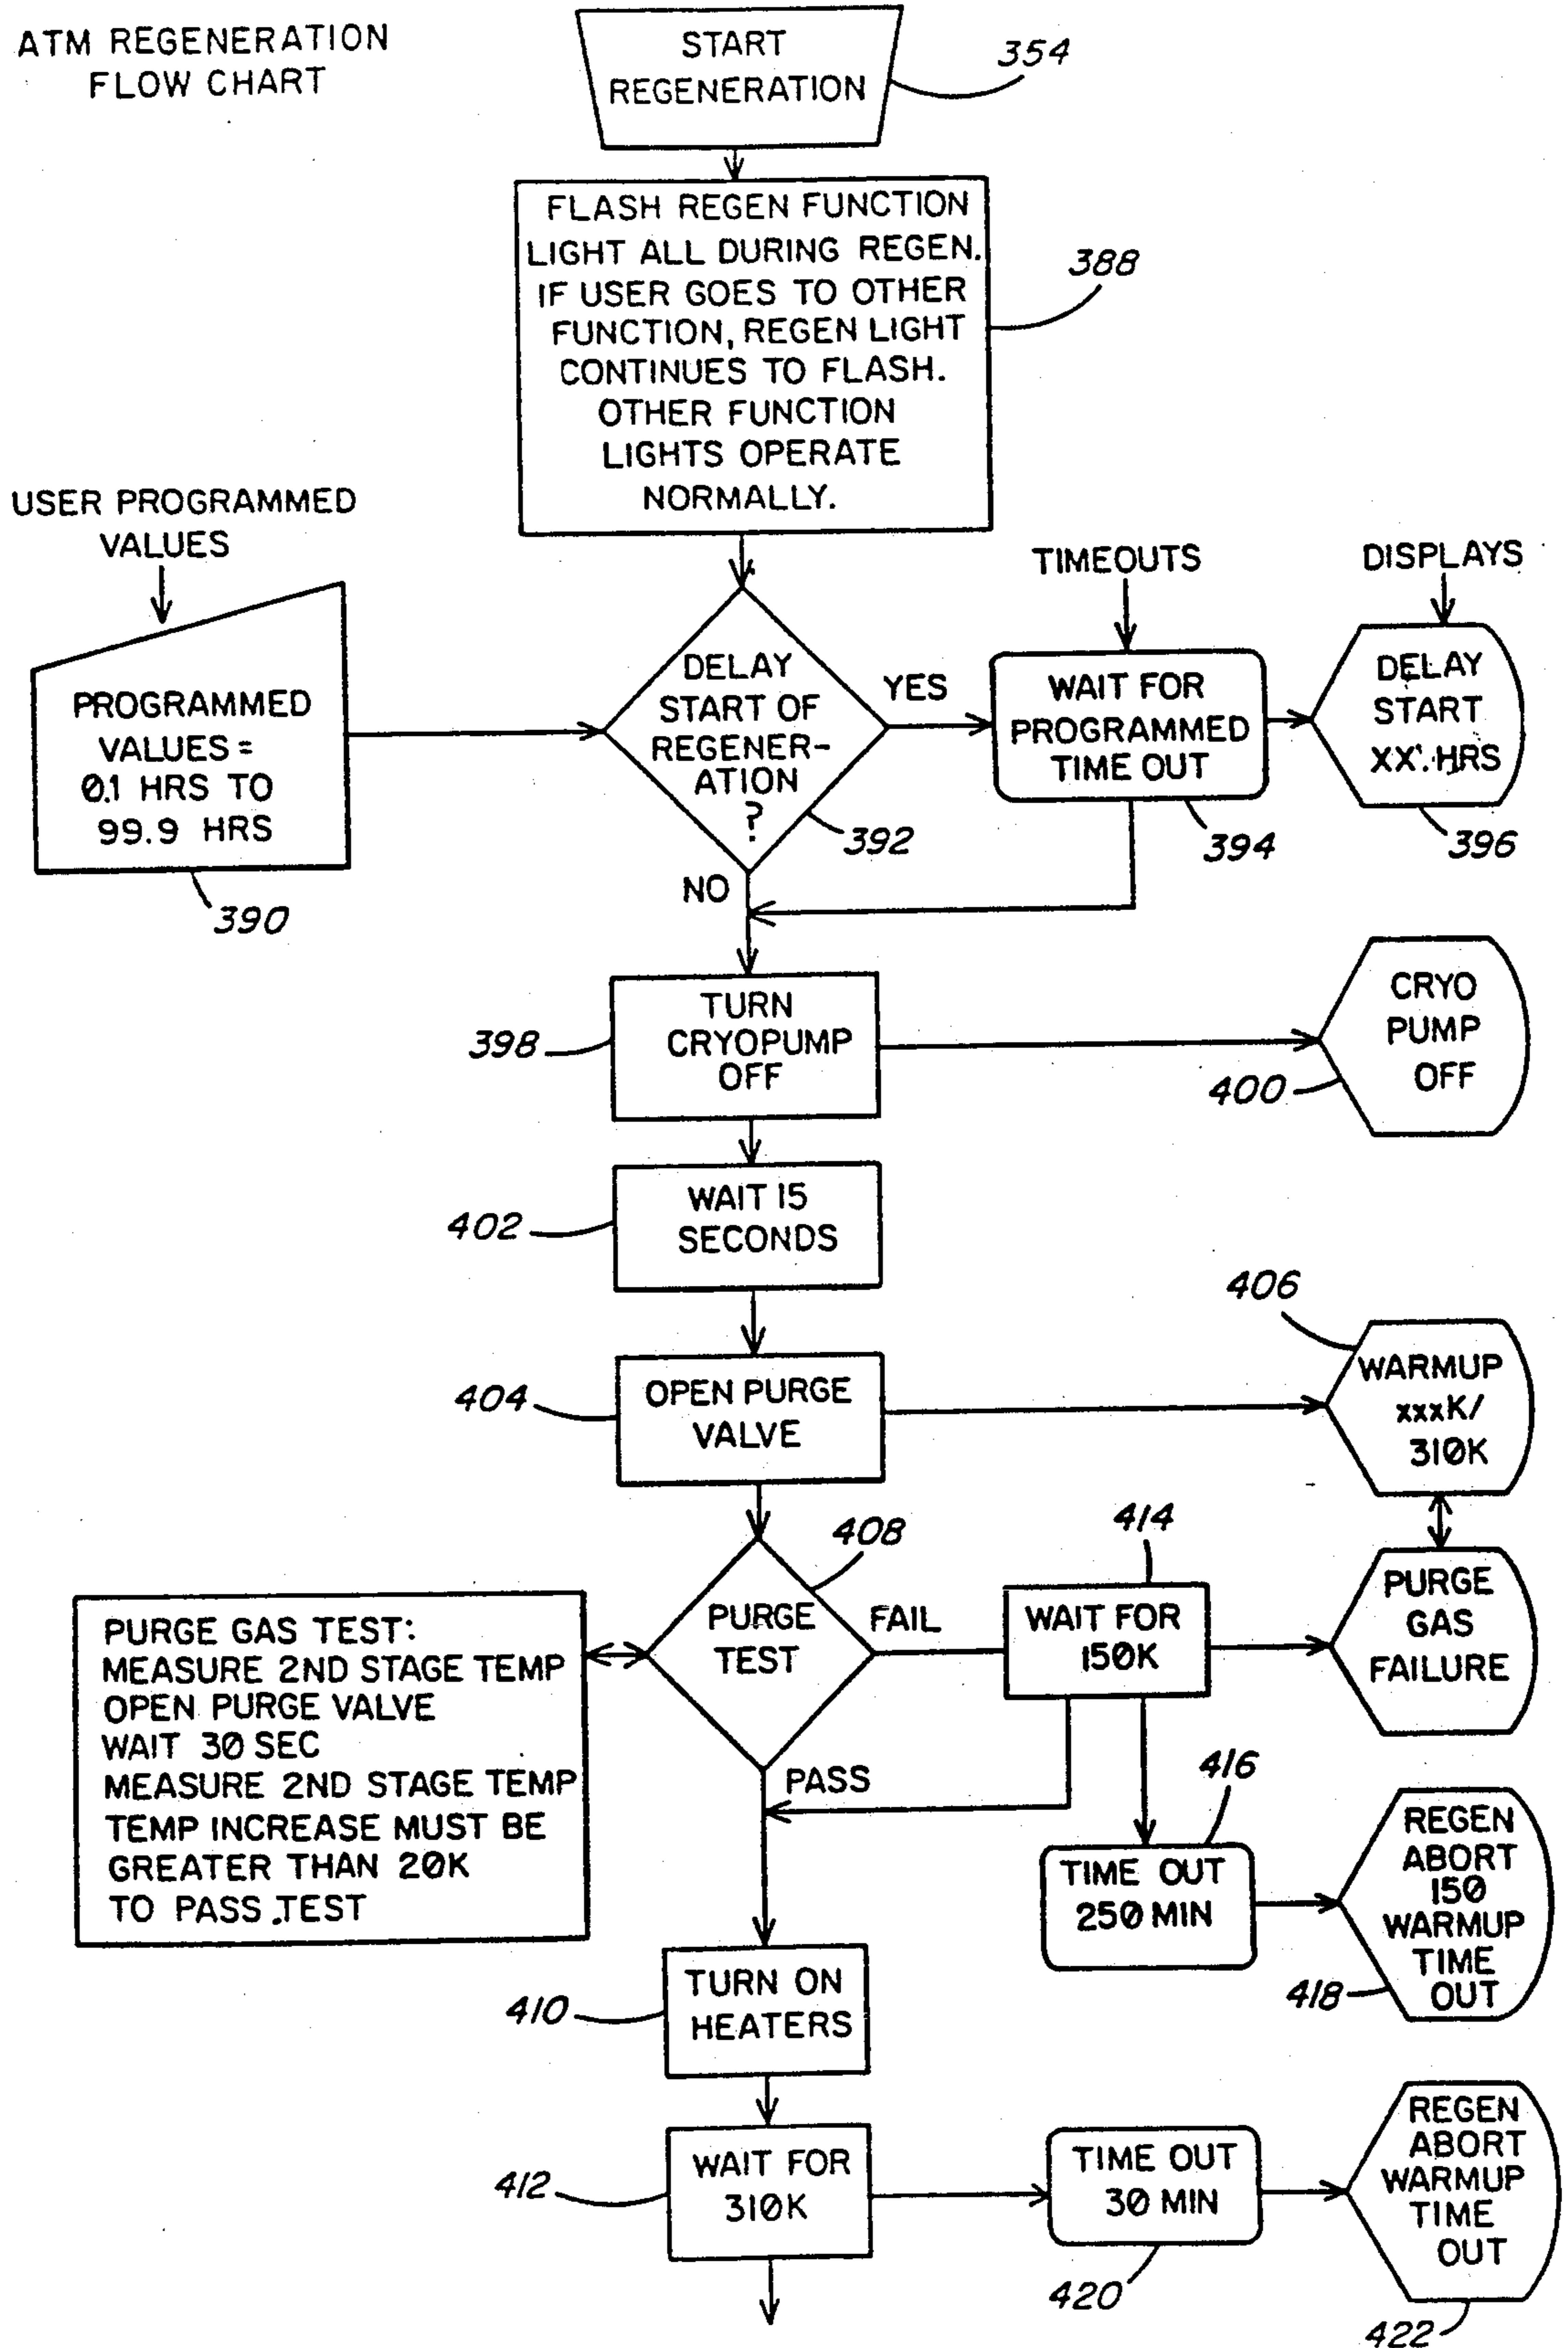 ATM REGENERATION
FLOW CHART
START
REGENERATION
354
FLASH REGEN FUNCTION
LIGHT ALL DURING REGEN.
IF USER GOES TO OTHER
FUNCTION, REGEN LIGHT
CONTINUES TO FLASH.
OTHER FUNCTION
LIGHTS OPERATE
NORMALLY.
388
USER PROGRAMMED
VALUES
PROGRAMMED
VALUES =
0.1 HRS TO
99.9 HRS
390
DELAY
START OF
REGENER-
ATION
?
392
YES
NO
TIMEOUTS
WAIT FOR
PROGRAMMED
TIME OUT
394
DISPLAYS
DELAY
START
XX. HRS
396
TURN
CRYOPUMP
OFF
398
CRYO
PUMP
OFF
400
WAIT 15
SECONDS
402
OPEN PURGE
VALVE
404
406
WARMUP
xxxK/
310K
PURGE
TEST
408
FAIL
PASS
PURGE GAS TEST:
MEASURE 2ND STAGE TEMP
OPEN PURGE VALVE
WAIT 30 SEC
MEASURE 2ND STAGE TEMP
TEMP INCREASE MUST BE
GREATER THAN 20K
TO PASS .TEST
414
WAIT FOR
150K
PURGE
GAS
FAILURE
416
TIME OUT
250 MIN
REGEN
ABORT
150
WARMUP
TIME
OUT
418
TURN ON
HEATERS
410
WAIT FOR
310K
412
TIME OUT
30 MIN
420
REGEN
ABORT
WARMUP
TIME
OUT
422